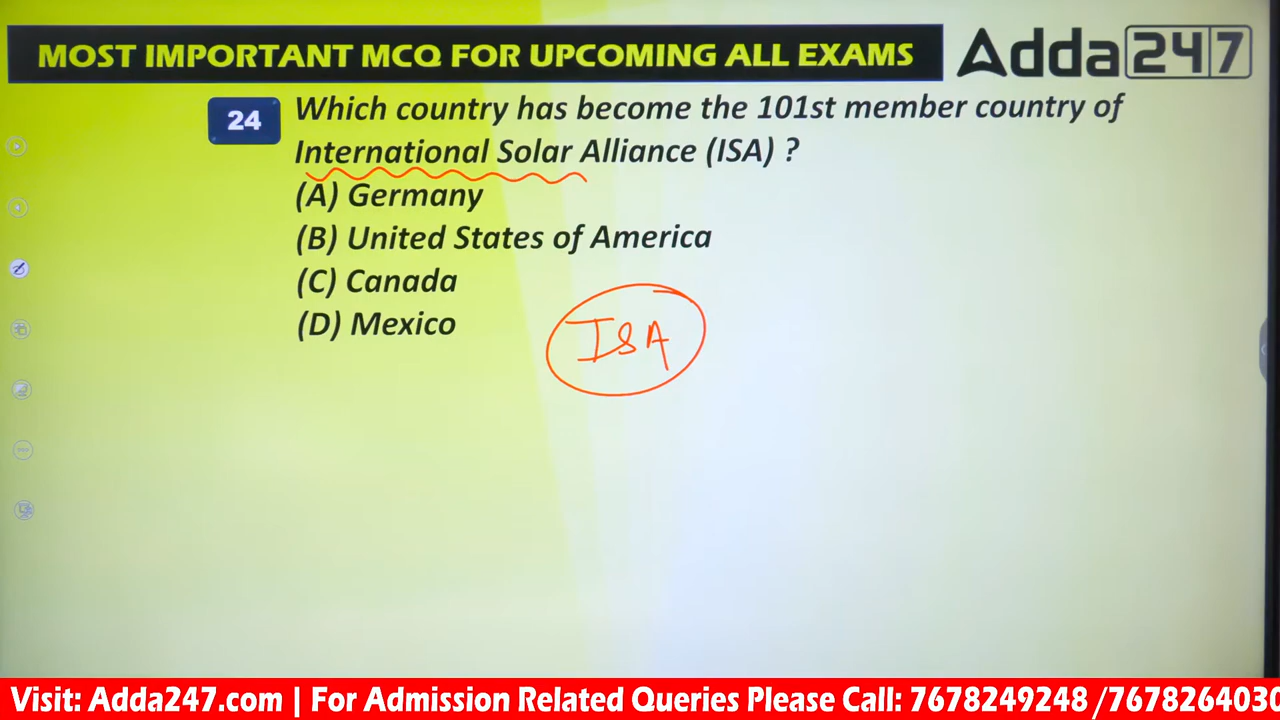 MOST IMPORTANT MCQ FOR UPCOMING ALL EXAMS
Adda247
24
Which country has become the 101st member country of
International Solar Alliance (ISA) ?
(A) Germany
(B) United States of America
(C) Canada
(D) Mexico
ISA
Visit: Adda247.com | For Admission Related Queries Please Call: 7678249248 /7678264030